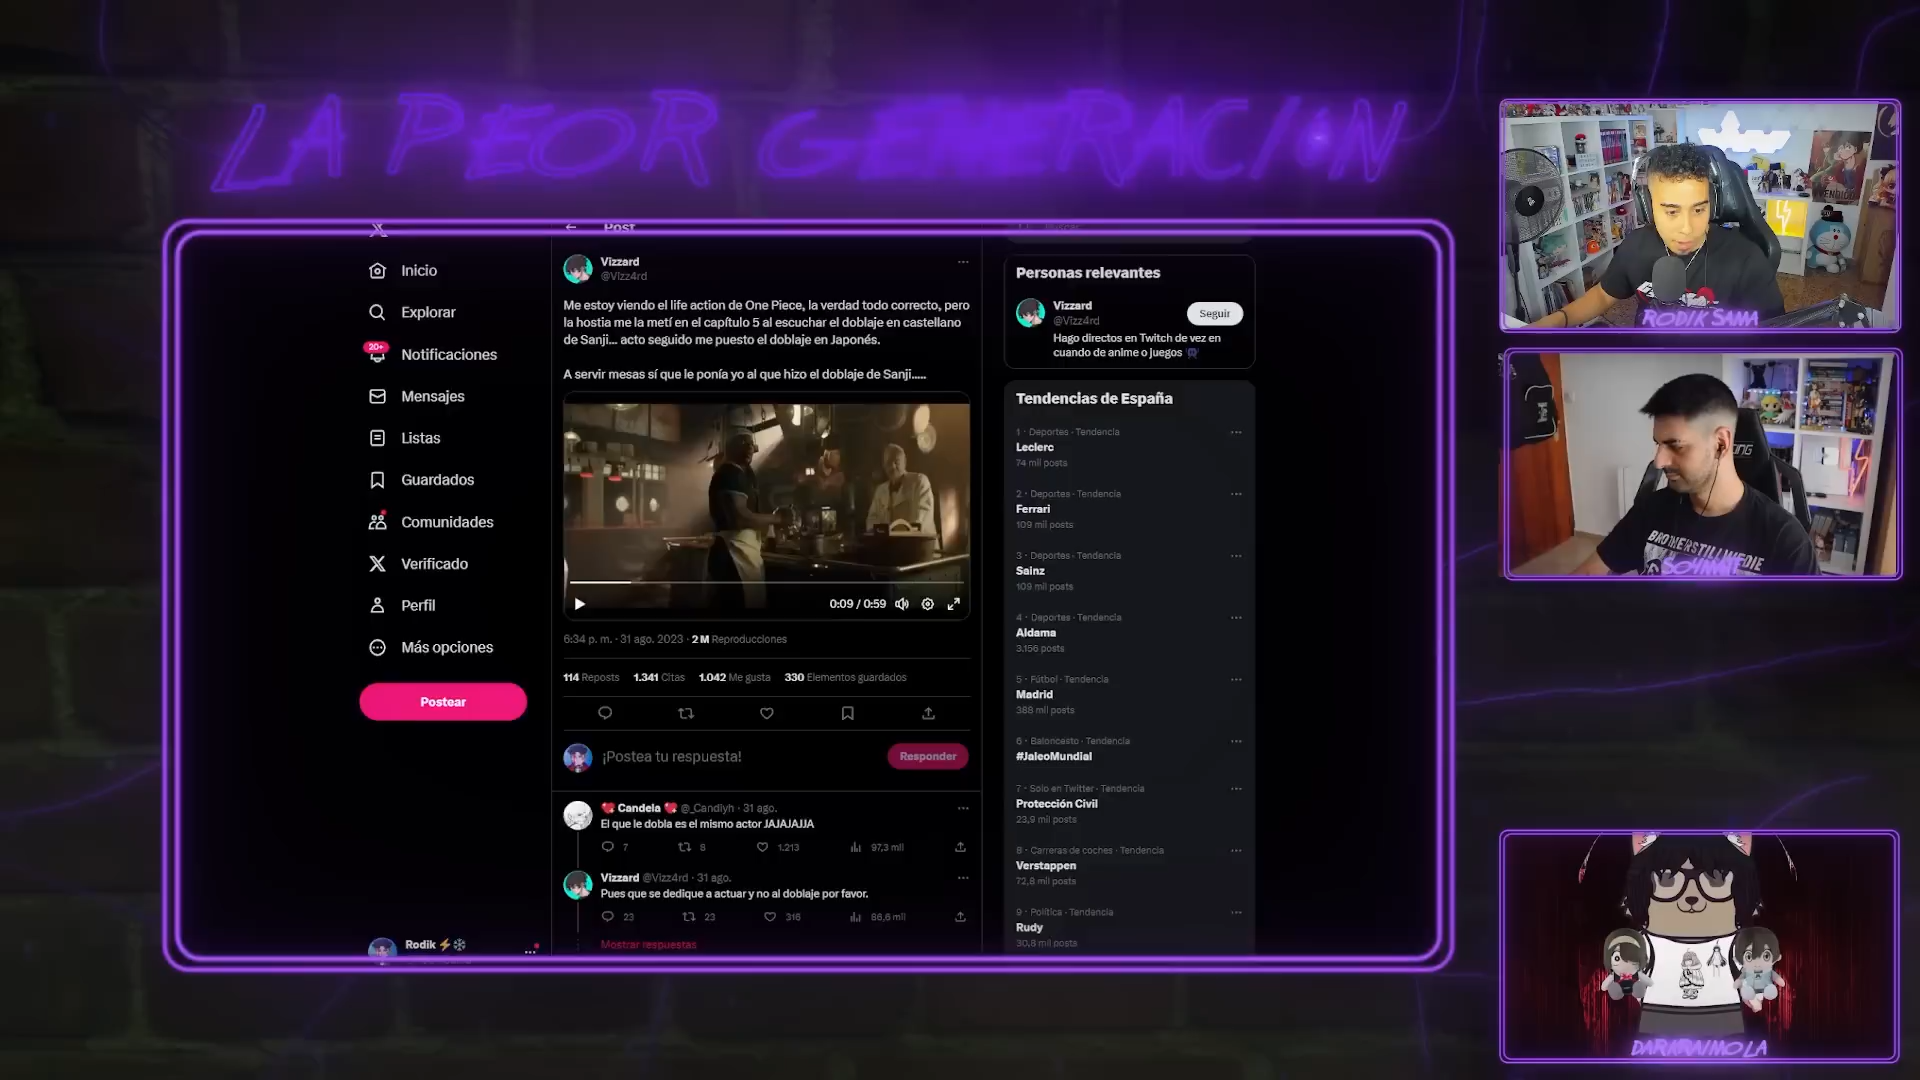 LA PEOR GENERACIÓN
Post
Inicio
Explorar
20+
Notificaciones
Mensajes
Listas
Guardados
Comunidades
Verificado
Perfil
Más opciones
Postear
Rodik
Vizzard
@Vizz4rd
Me estoy viendo el life action de One Piece, la verdad todo correcto, pero
la hostia me la metí en el capítulo 5 al escuchar el doblaje en castellano
de Sanji... acto seguido me puesto el doblaje en Japonés.
A servir mesas sí que le ponía yo al que hizo el doblaje de Sanji.....
0:09 / 0:59
6:34 p. m. · 31 ago. 2023 · 2 M Reproducciones
114 Reposts 1.341 Citas 1.042 Me gusta 330 Elementos guardados
¡Postea tu respuesta!
Responder
Candela @_Candiyh · 31 ago.
El que le dobla es el mismo actor JAJAJAJJA
7 8 1.213 97,3 mil
Vizzard @Vizz4rd · 31 ago.
Pues que se dedique a actuar y no al doblaje por favor.
23 23 316 86,6 mil
Mostrar respuestas
Personas relevantes
Vizzard
@Vizz4rd
Seguir
Hago directos en Twitch de vez en
cuando de anime o juegos
Tendencias de España
1 · Deportes · Tendencia
Leclerc
74 mil posts
2 · Deportes · Tendencia
Ferrari
109 mil posts
3 · Deportes · Tendencia
Sainz
109 mil posts
4 · Deportes · Tendencia
Aldama
3.156 posts
5 · Fútbol · Tendencia
Madrid
388 mil posts
6 · Baloncesto · Tendencia
#JaleoMundial
7 · Solo en Twitter · Tendencia
Protección Civil
23,9 mil posts
8 · Carreras de coches · Tendencia
Verstappen
72,8 mil posts
9 · Política · Tendencia
Rudy
30,8 mil posts
RODIK SAMA
BROTHERSTILLWEDIE
DARKRAIMOLA